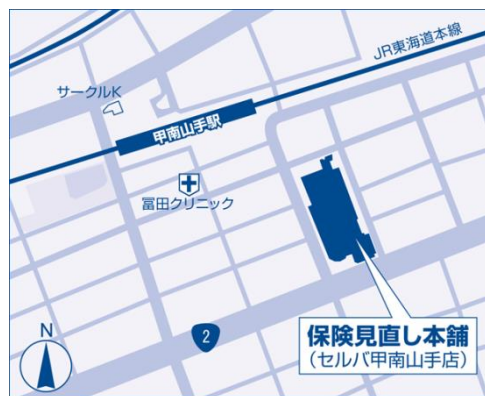 JR東海道本線
サークルK
甲南山手駅
冨田クリニック
N
2
保険見直し本舗
(セルバ甲南山手店)